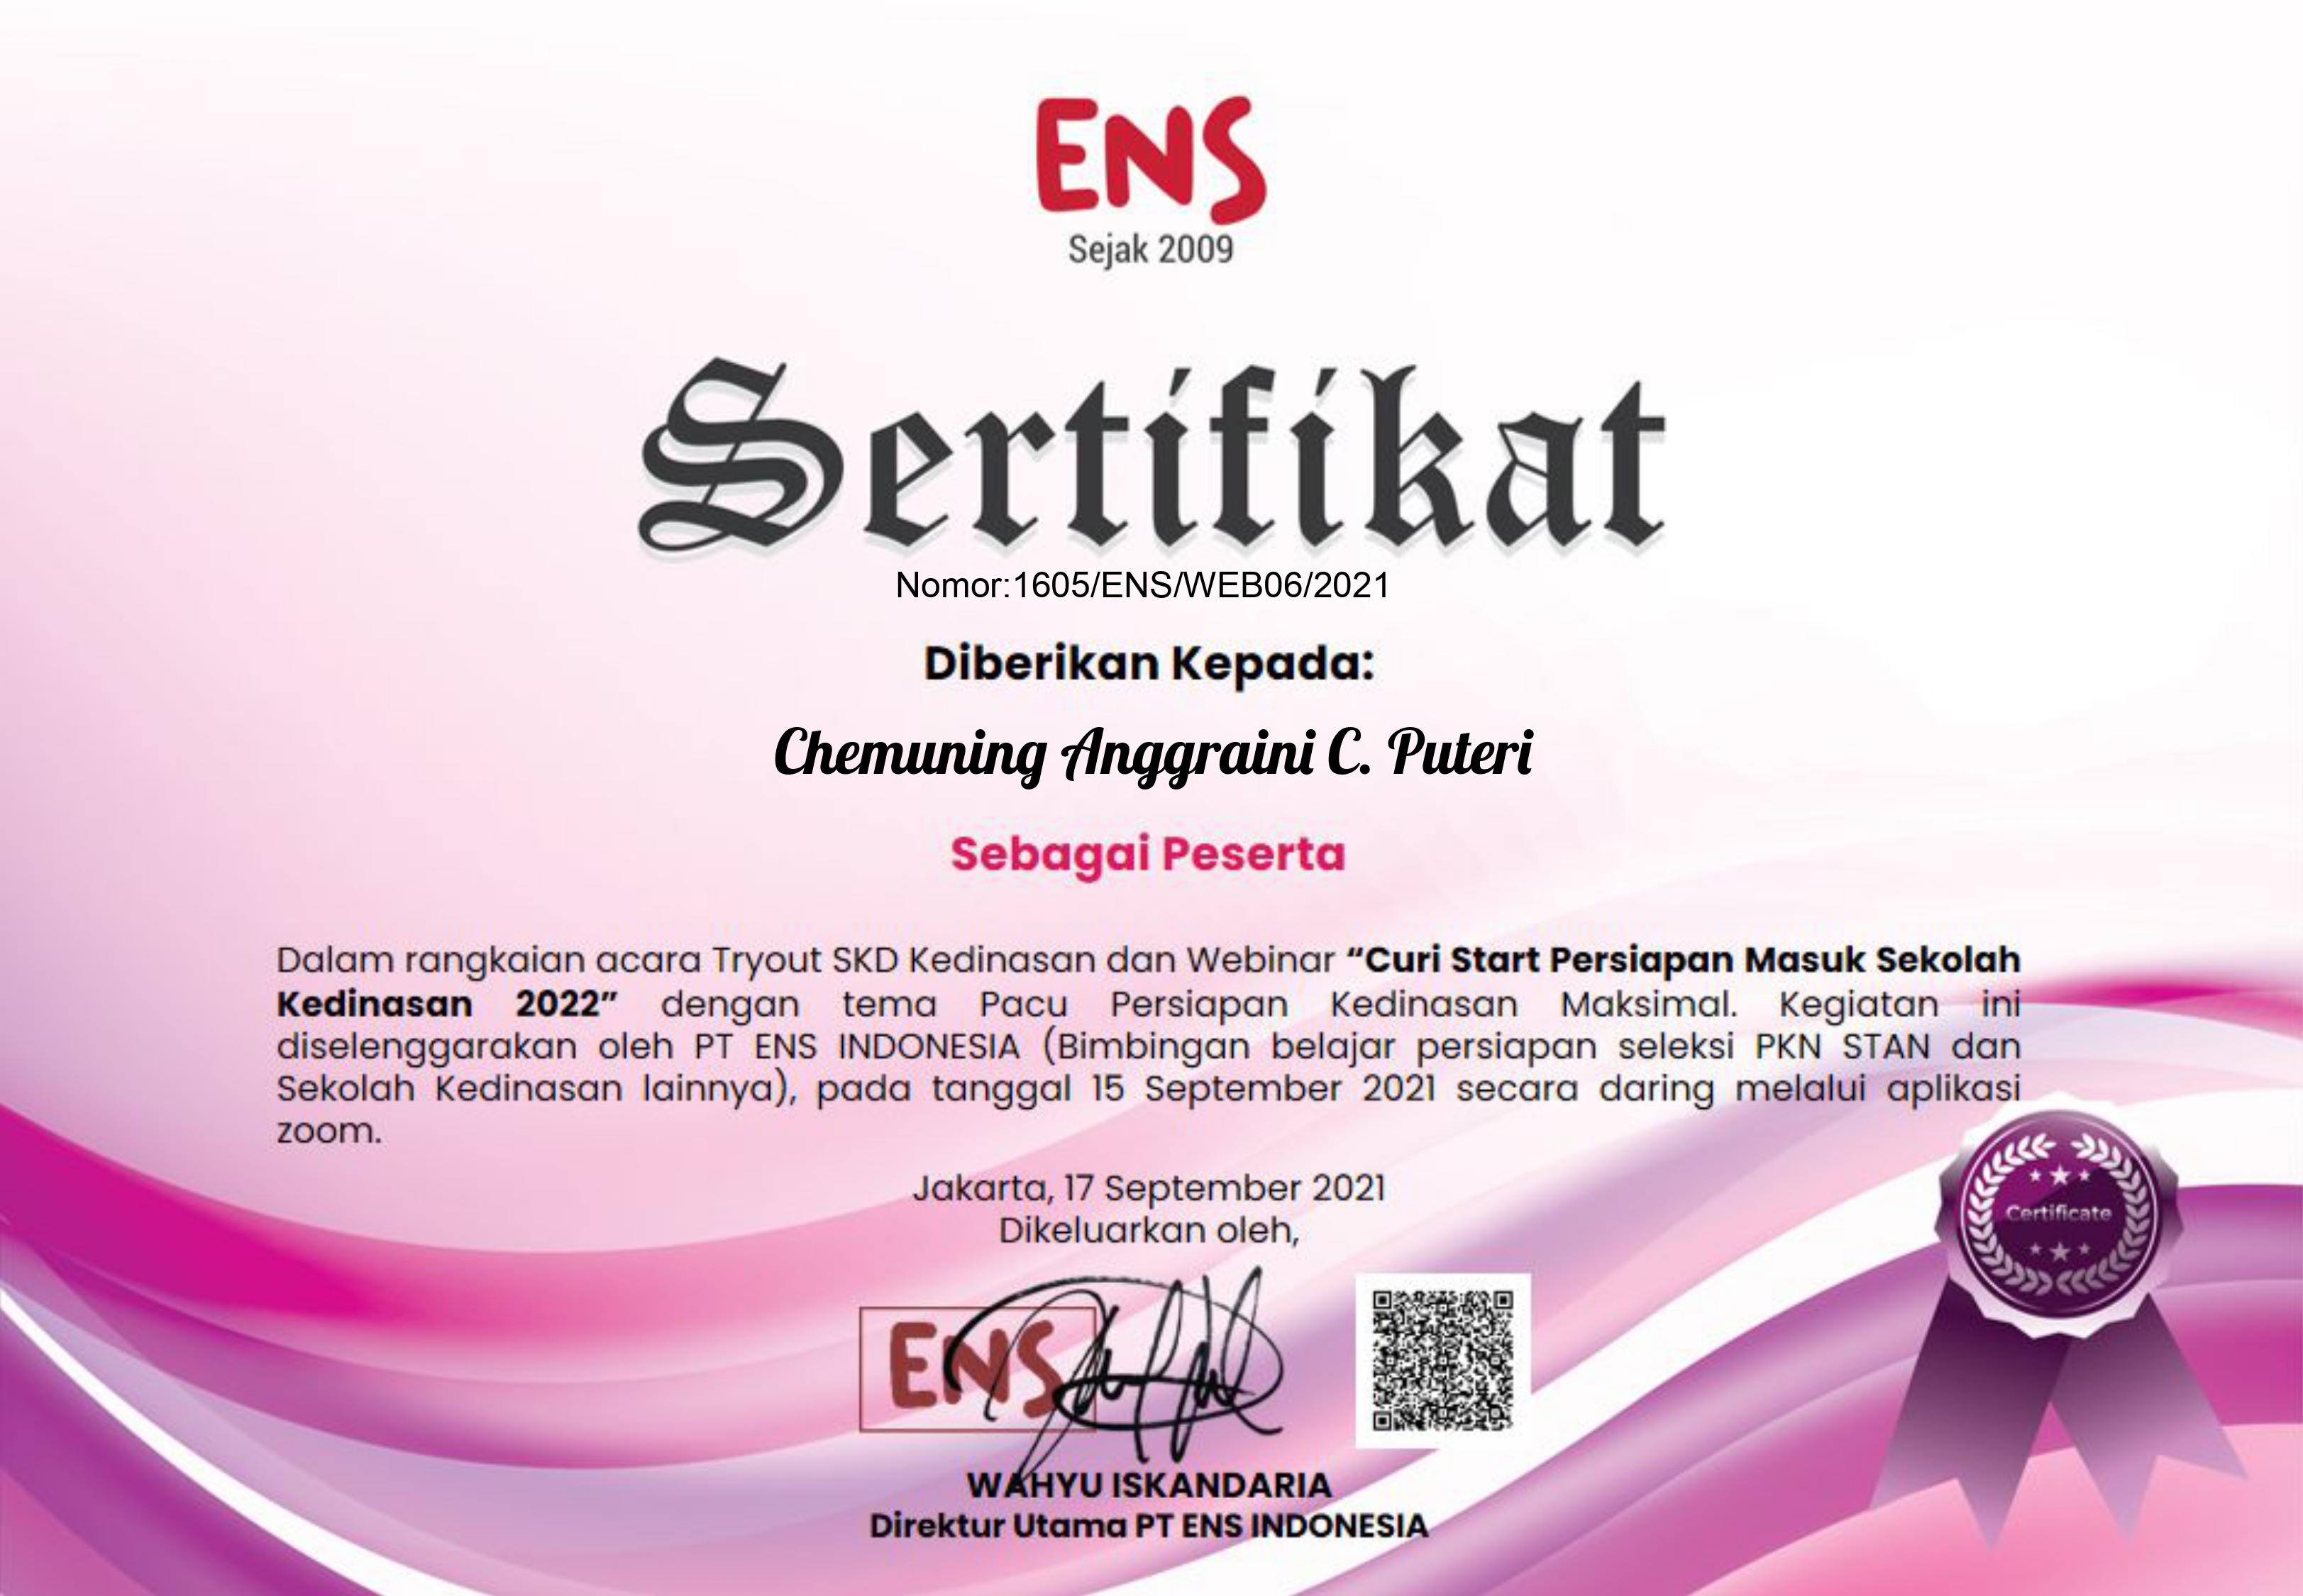 ENS
Sejak 2009
Sertifikat
Nomor:1605/ENS/WEB06/2021
Diberikan Kepada:
Chemuning Anggraini C. Puteri
Sebagai Peserta
Dalam rangkaian acara Tryout SKD Kedinasan dan Webinar “Curi Start Persiapan Masuk Sekolah
Kedinasan 2022” dengan tema Pacu Persiapan Kedinasan Maksimal. Kegiatan ini
diselenggarakan oleh PT ENS INDONESIA (Bimbingan belajar persiapan seleksi PKN STAN dan
Sekolah Kedinasan lainnya), pada tanggal 15 September 2021 secara daring melalui aplikasi
zoom.
Certificate
Jakarta, 17 September 2021
Dikeluarkan oleh,
ENS
WAHYU ISKANDARIA
Direktur Utama PT ENS INDONESIA